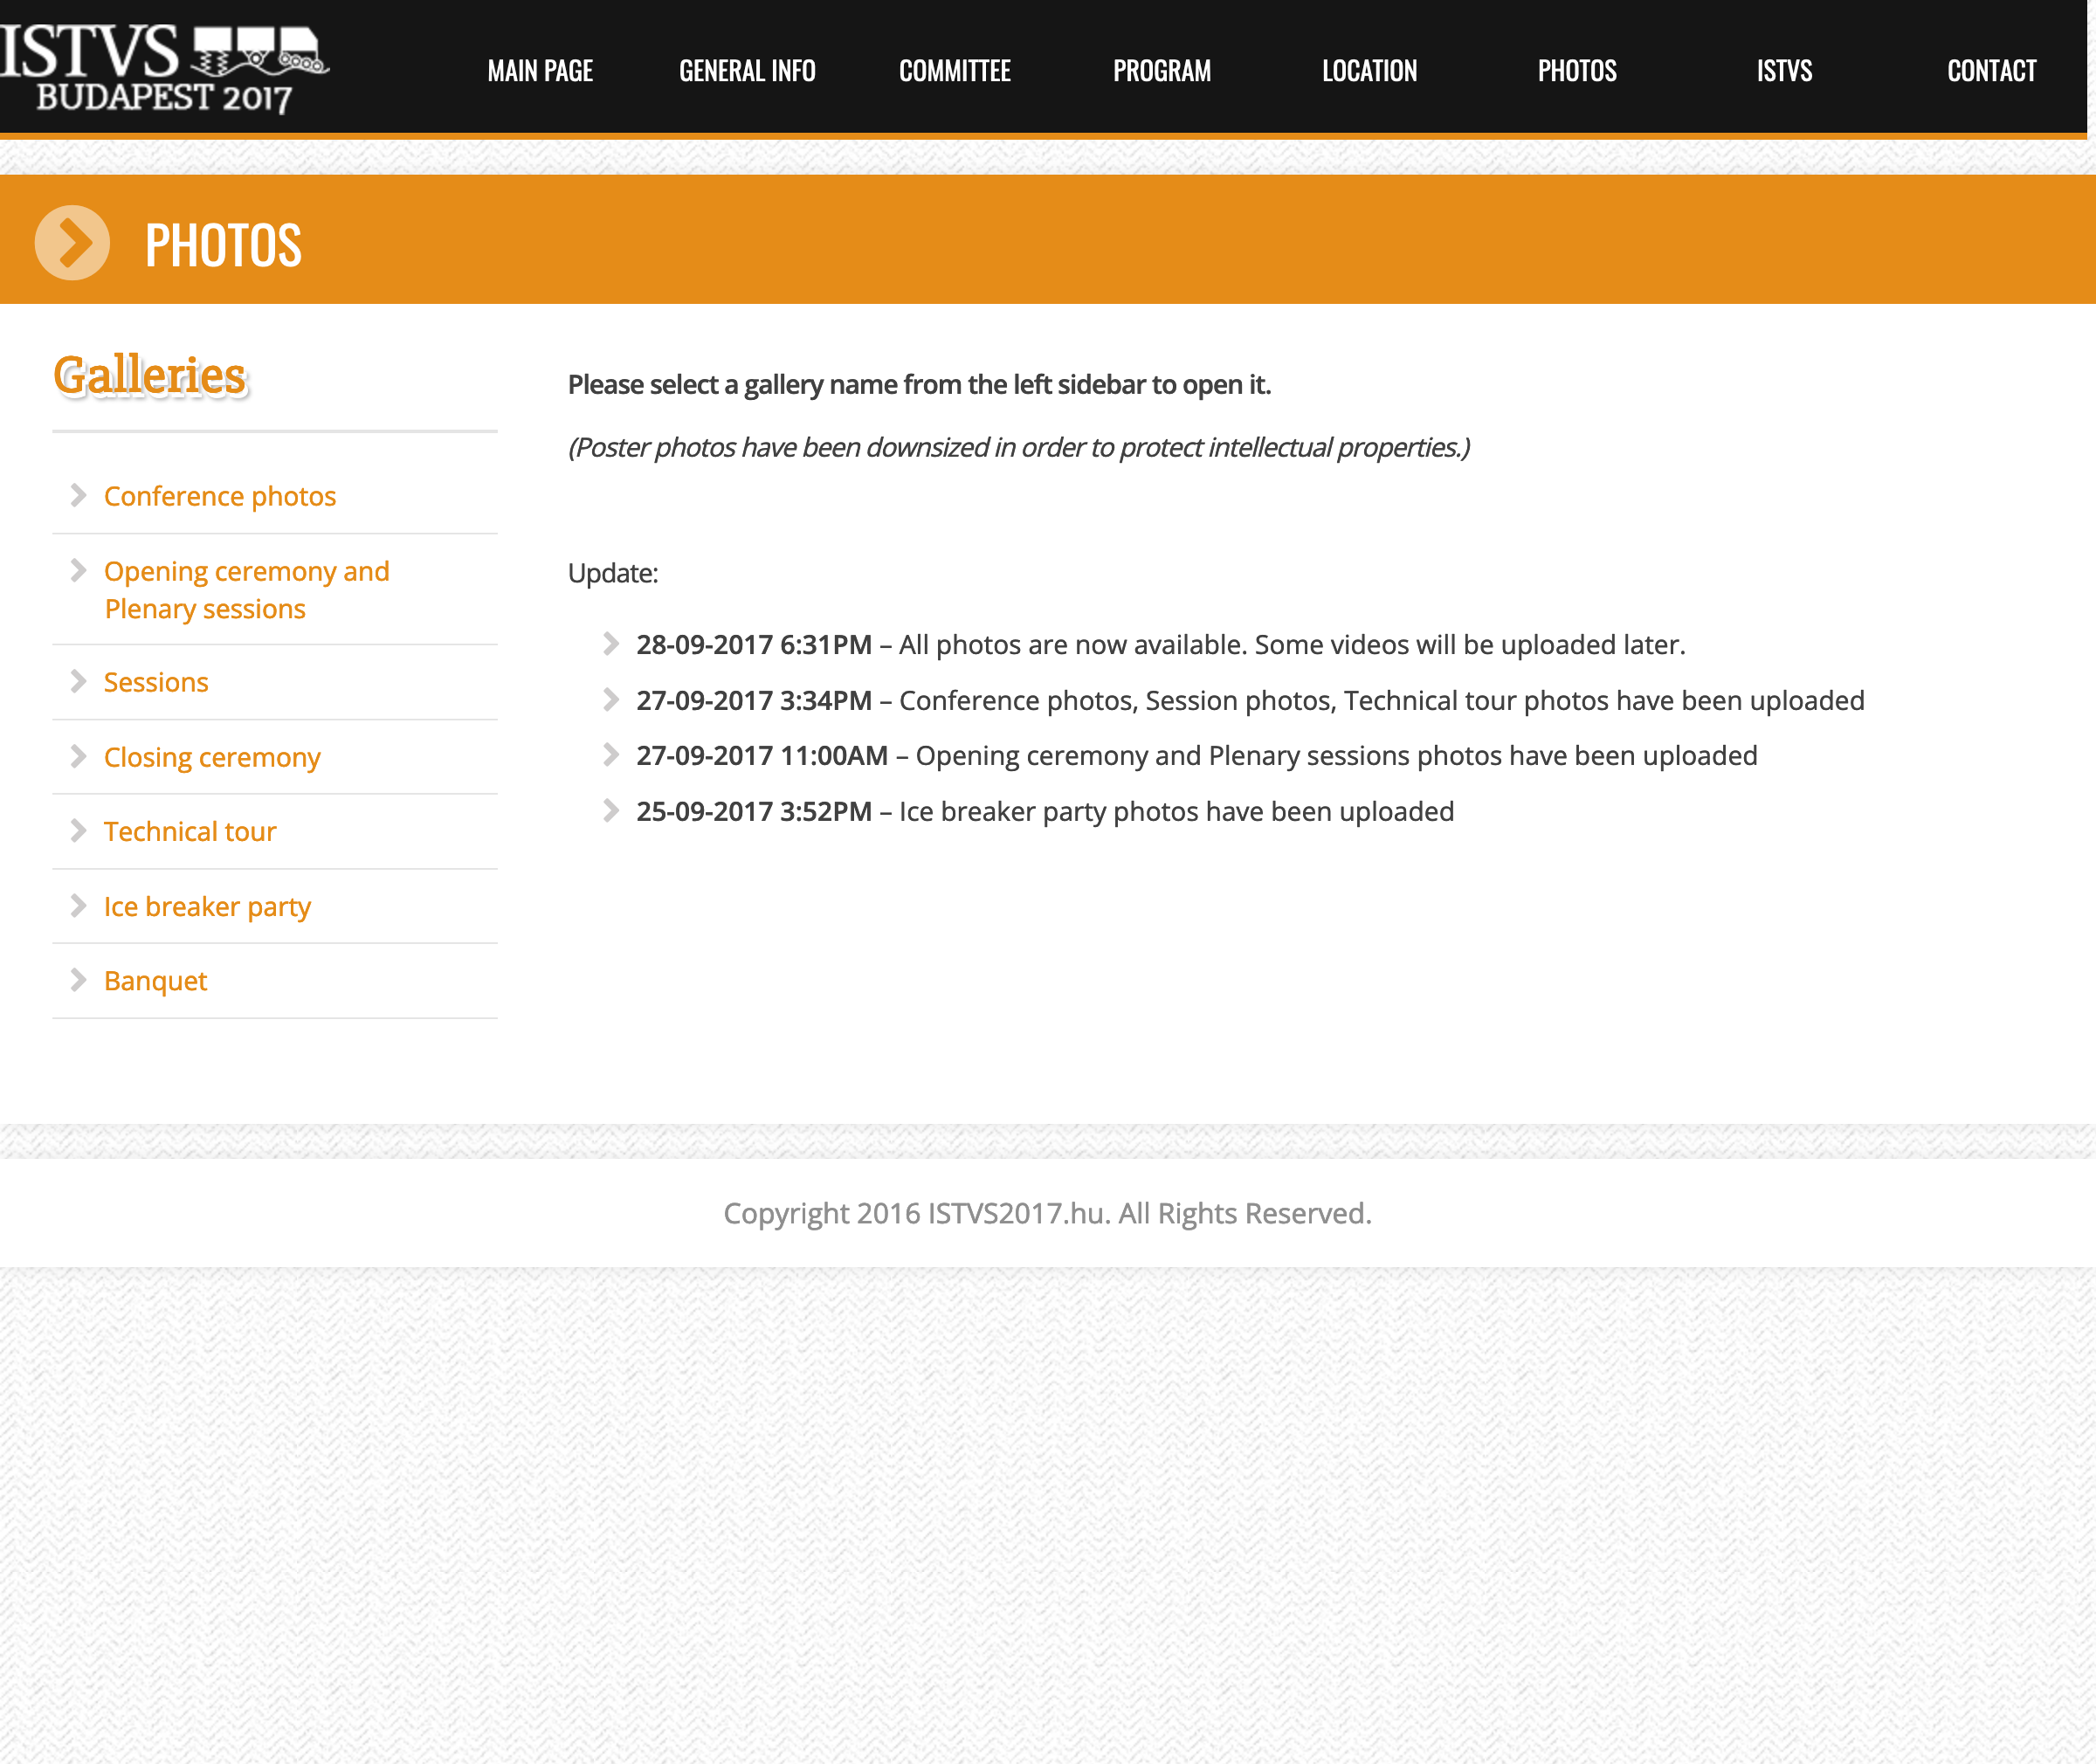 ISTVS
BUDAPEST 2017
MAIN PAGE
GENERAL INFO
COMMITTEE
PROGRAM
LOCATION
PHOTOS
ISTVS
CONTACT
PHOTOS
Galleries
Conference photos
Opening ceremony and
Plenary sessions
Sessions
Closing ceremony
Technical tour
Ice breaker party
Banquet
Please select a gallery name from the left sidebar to open it.
(Poster photos have been downsized in order to protect intellectual properties.)
Update:
28-09-2017 6:31PM – All photos are now available. Some videos will be uploaded later.
27-09-2017 3:34PM – Conference photos, Session photos, Technical tour photos have been uploaded
27-09-2017 11:00AM – Opening ceremony and Plenary sessions photos have been uploaded
25-09-2017 3:52PM – Ice breaker party photos have been uploaded
Copyright 2016 ISTVS2017.hu. All Rights Reserved.